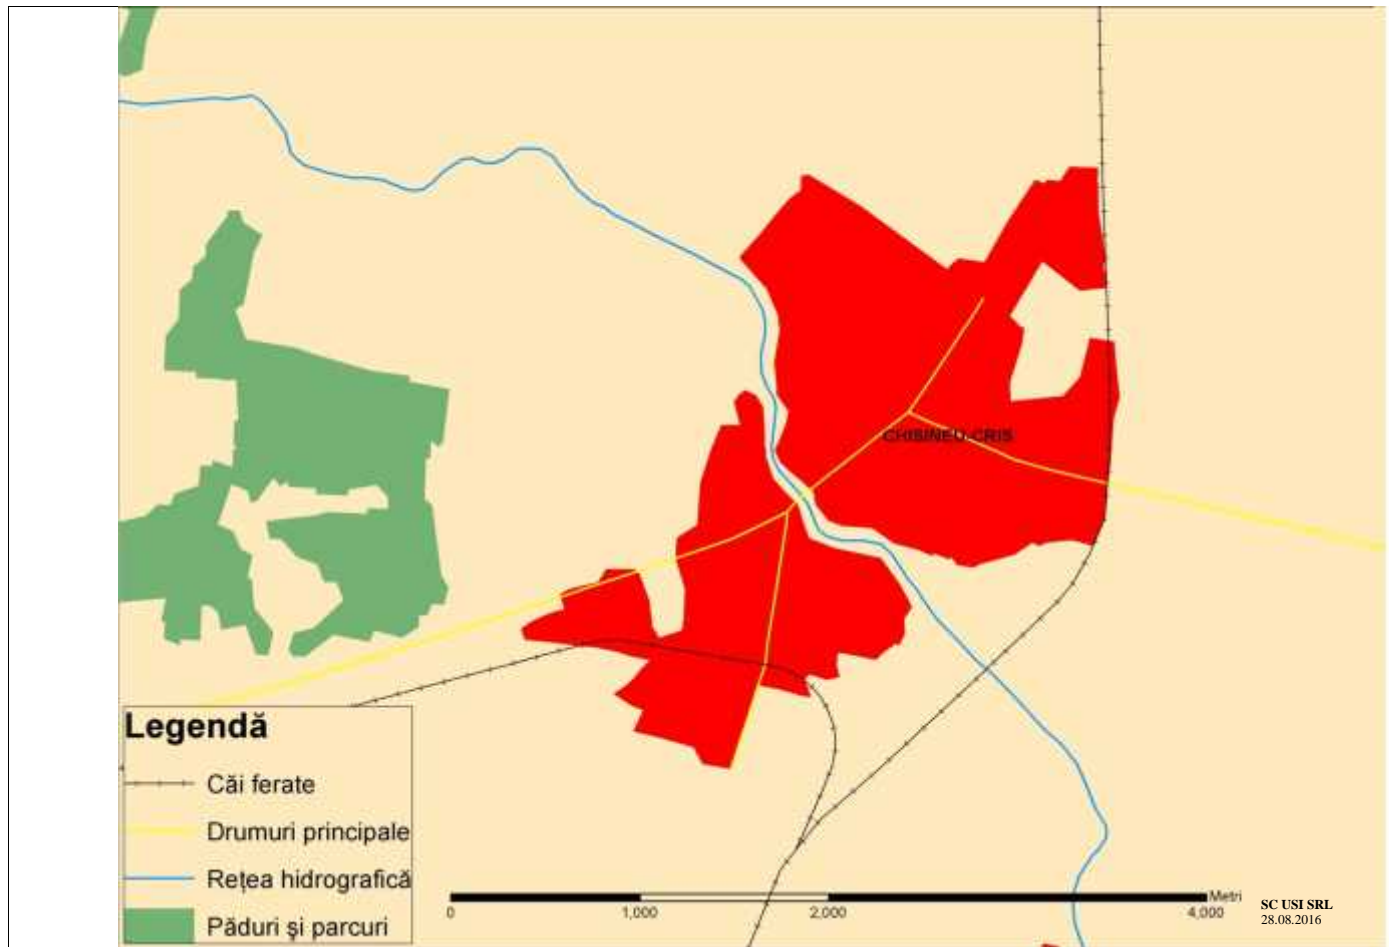 CHISINEU-CRIS
Legendă
Căi ferate
Drumuri principale
Rețea hidrografică
Păduri şi parcuri
Metri
0 1,000 2,000 4,000
SC USI SRL
28.08.2016